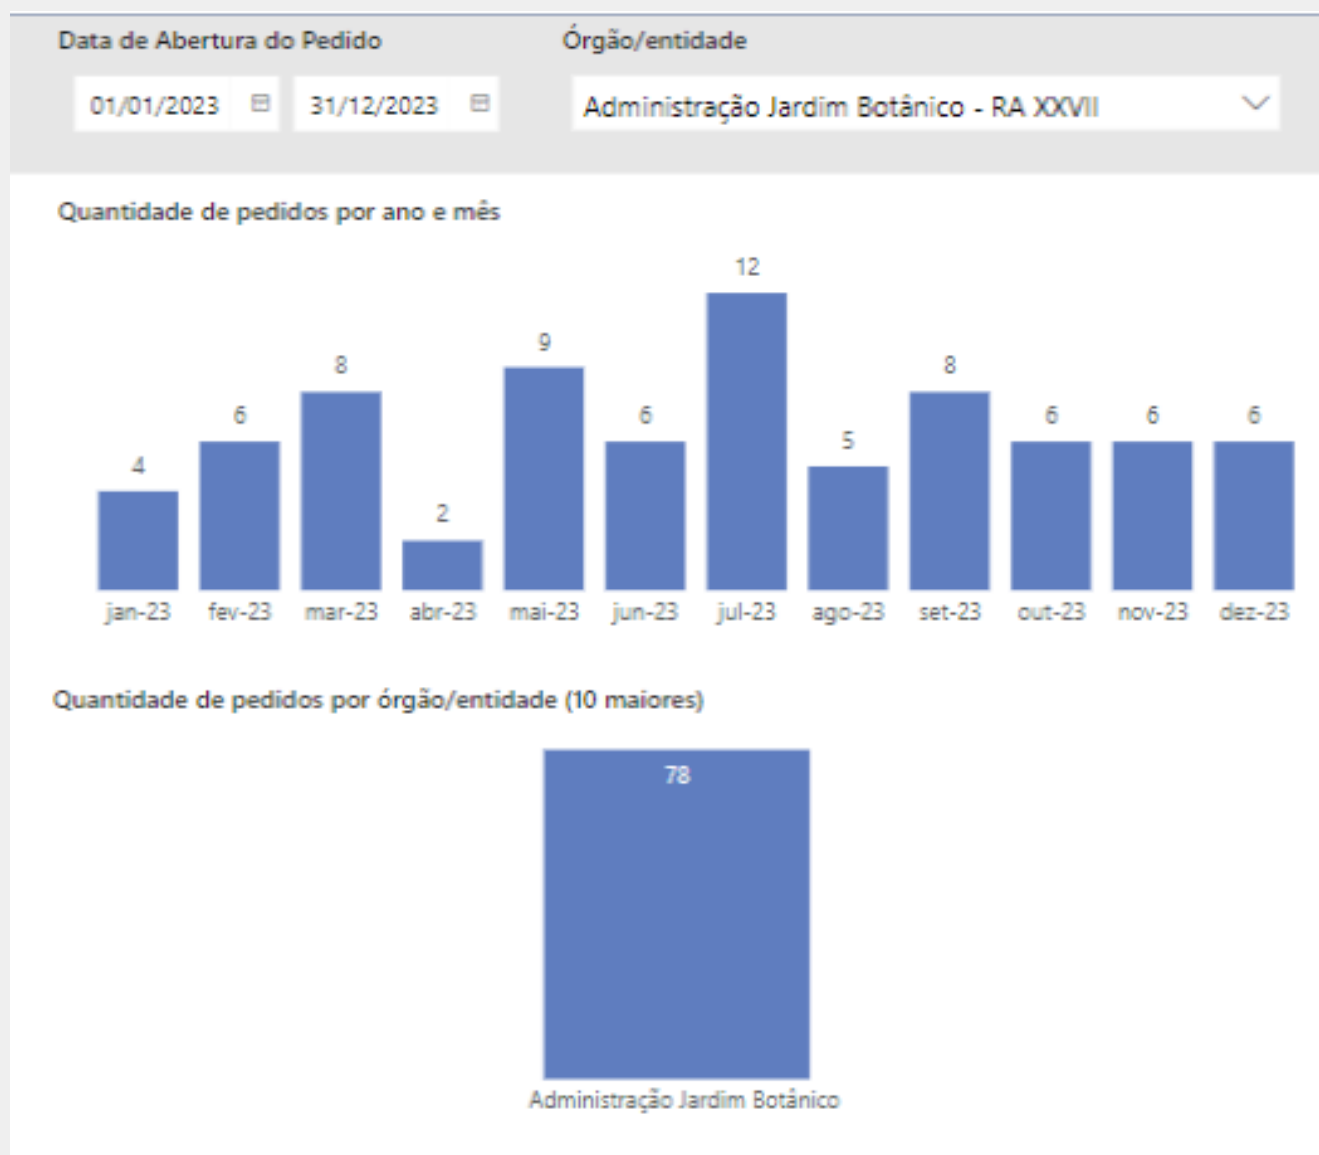 Data de Abertura do Pedido
Órgão/entidade
01/01/2023
31/12/2023
Administração Jardim Botânico - RA XXVII
Quantidade de pedidos por ano e mês
4
6
8
2
9
6
12
5
8
6
6
6
jan-23 fev-23 mar-23 abr-23 mai-23 jun-23 jul-23 ago-23 set-23 out-23 nov-23 dez-23
Quantidade de pedidos por órgão/entidade (10 maiores)
78
Administração Jardim Botânico